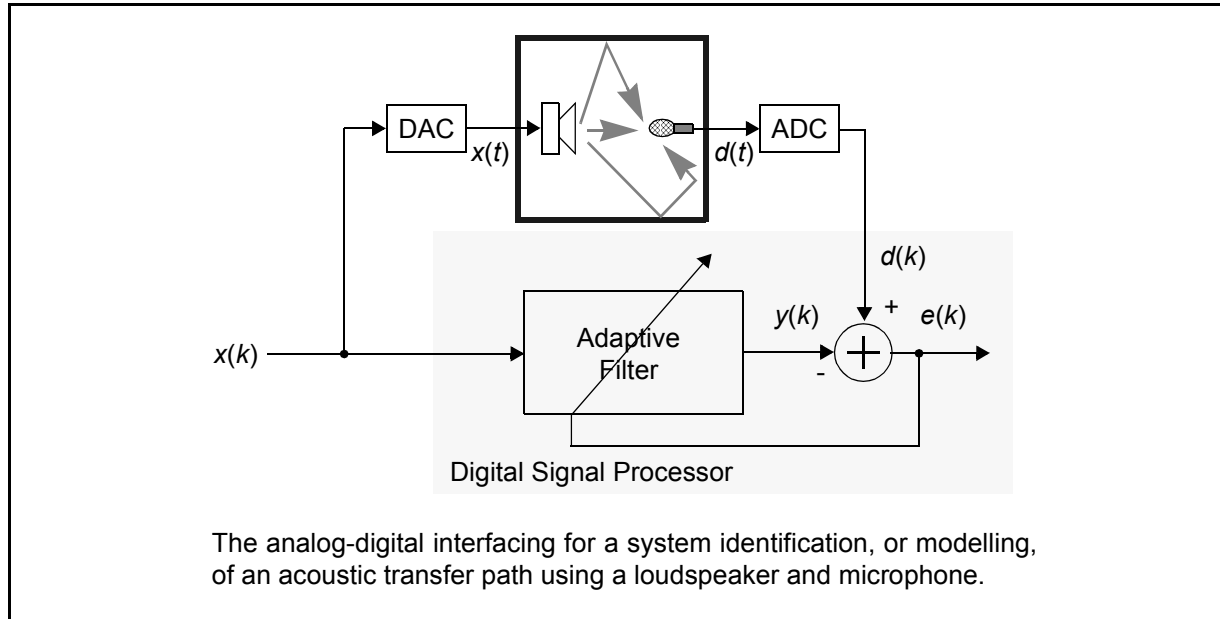 DAC
x(t)
d(t)
ADC
d(k)
x(k)
Adaptive
Filter
y(k)
+
e(k)
-
Digital Signal Processor
The analog-digital interfacing for a system identification, or modelling,
of an acoustic transfer path using a loudspeaker and microphone.